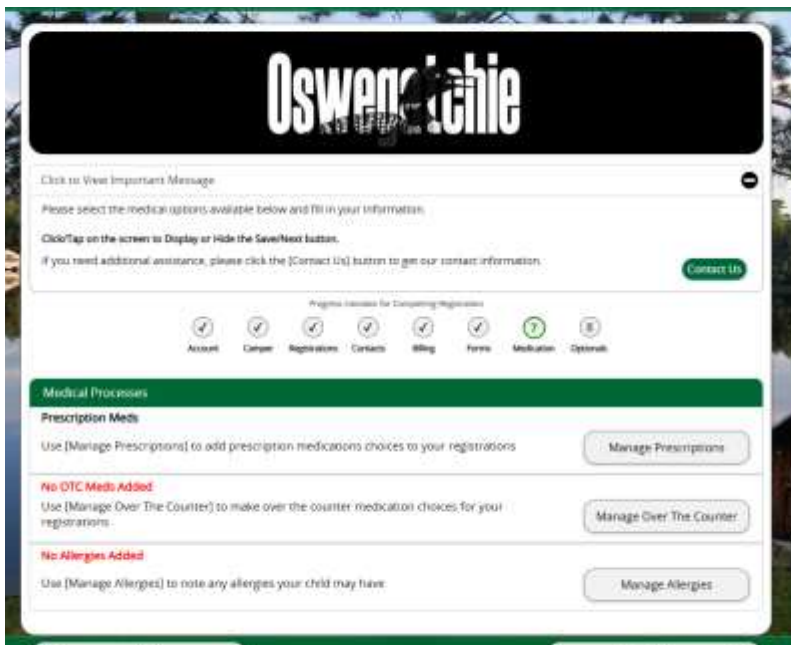 Oswegatchie
Click to View Important Message
Please select the medical options available below and fill in your information.
Click/Tap on the screen to Display or Hide the Save/Next button.
If you need additional assistance, please click the [Contact Us] button to get our contact information.
Contact Us
Progress Indicator for Completing Registration
7 8
Account Camper Registrations Contacts Billing Forms Medication Optionals
Medical Processes
Prescription Meds
Use [Manage Prescriptions] to add prescription medications choices to your registrations
Manage Prescriptions
No OTC Meds Added
Use [Manage Over The Counter] to make over the counter medication choices for your
registrations
Manage Over The Counter
No Allergies Added
Use [Manage Allergies] to note any allergies your child may have
Manage Allergies